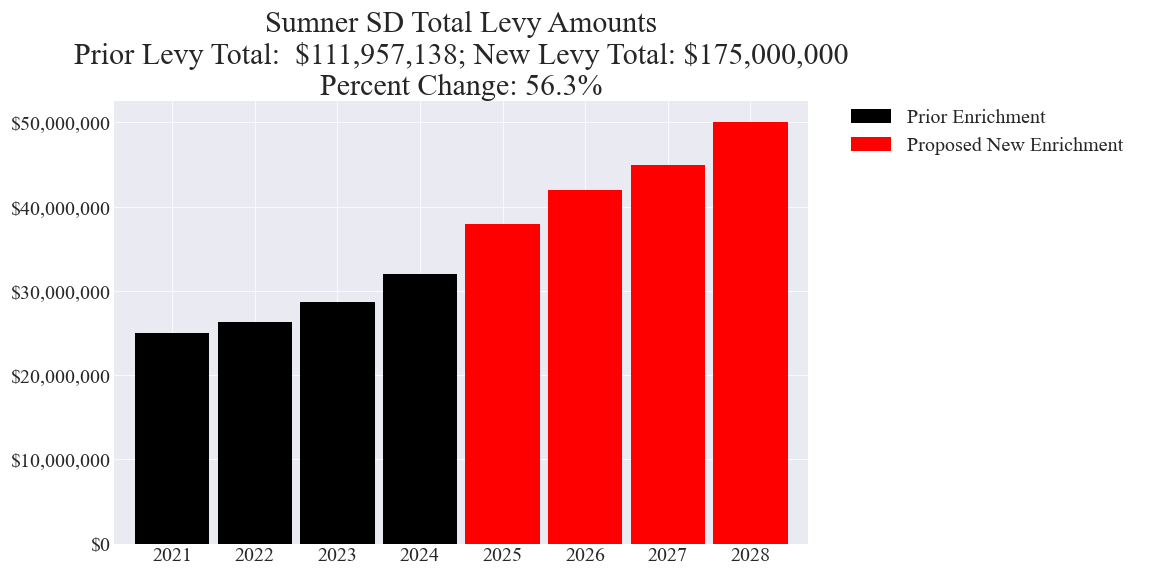 Sumner SD Total Levy Amounts
Prior Levy Total:  $111,957,138; New Levy Total: $175,000,000
Percent Change: 56.3%
Prior Enrichment
Proposed New Enrichment
$50,000,000
$40,000,000
$30,000,000
$20,000,000
$10,000,000
$0
2021 2022 2023 2024 2025 2026 2027 2028